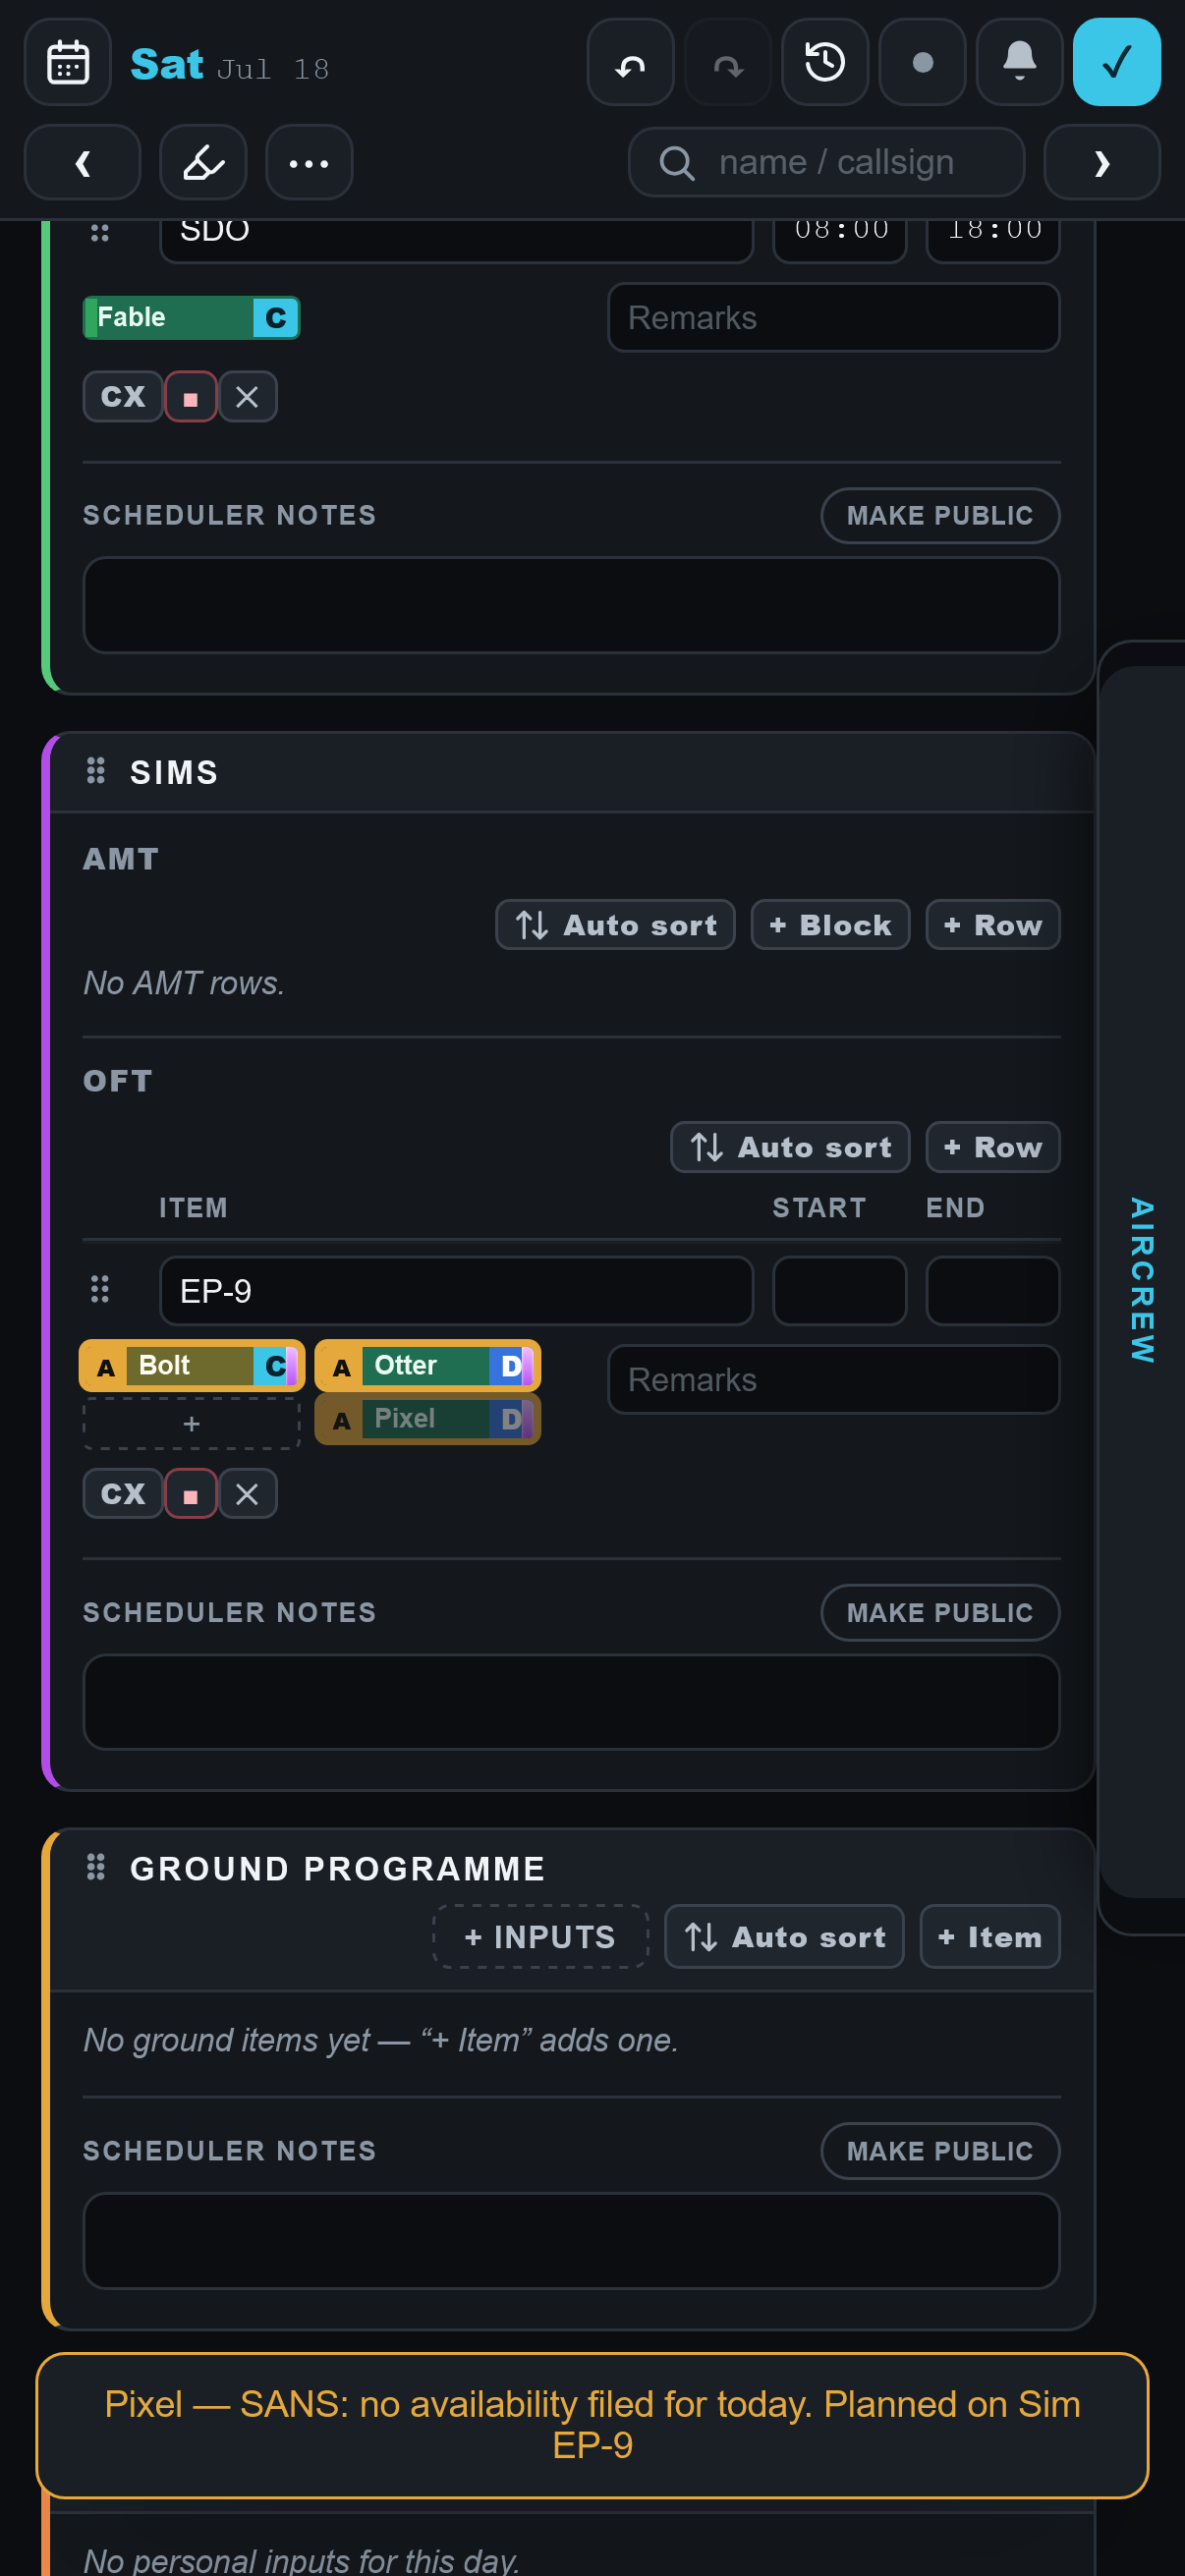 Sat Jul 18
name / callsign
SDO 08:00 18:00
Fable C Remarks
CX
SCHEDULER NOTES MAKE PUBLIC
SIMS
AMT
Auto sort + Block + Row
No AMT rows.
OFT
Auto sort + Row
ITEM START END
EP-9
A Bolt C A Otter D Remarks
+ A Pixel D
CX
SCHEDULER NOTES MAKE PUBLIC
AIRCREW
GROUND PROGRAMME
+ INPUTS Auto sort + Item
No ground items yet — “+ Item” adds one.
SCHEDULER NOTES MAKE PUBLIC
Pixel — SANS: no availability filed for today. Planned on Sim
EP-9
No personal inputs for this day.